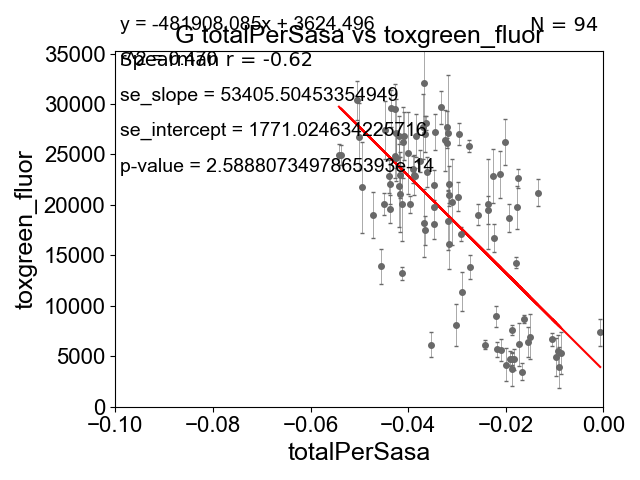 y = -481908.085x + 3624.496
N = 94
G totalPerSasa vs toxgreen_fluor
Spearman r = -0.62
se_slope = 53405.50453354949
se_intercept = 1771.024634225716
p-value = 2.5888073497865393e-14
35000
30000
25000
20000
15000
10000
5000
0
toxgreen_fluor
−0.10
−0.08
−0.06
−0.04
−0.02
0.00
totalPerSasa